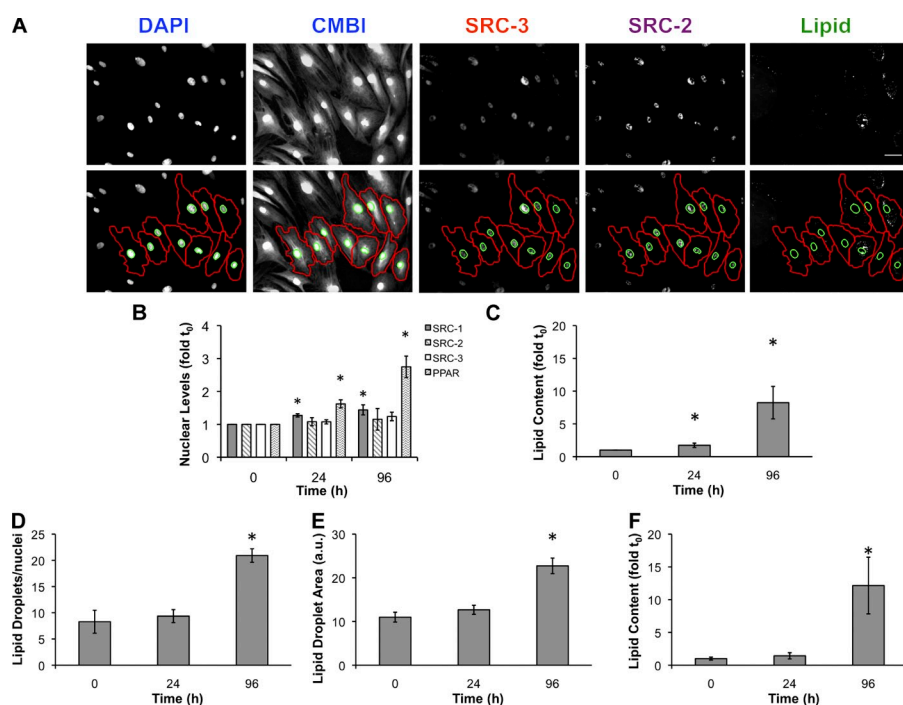 A
DAPI CMBI SRC-3 SRC-2 Lipid
B
Nuclear Levels (fold t0)
4
3
2
1
0
* * * *
SRC-1
SRC-2
SRC-3
PPAR
0 24 96
Time (h)
C
Lipid Content (fold t0)
20
15
10
5
0
* *
0 24 96
Time (h)
D
Lipid Droplets/nuclei
25
20
15
10
5
0
*
0 24 96
Time (h)
E
Lipid Droplet Area (a.u.)
30
20
10
0
*
0 24 96
Time (h)
F
Lipid Content (fold t0)
20
15
10
5
0
*
0 24 96
Time (h)